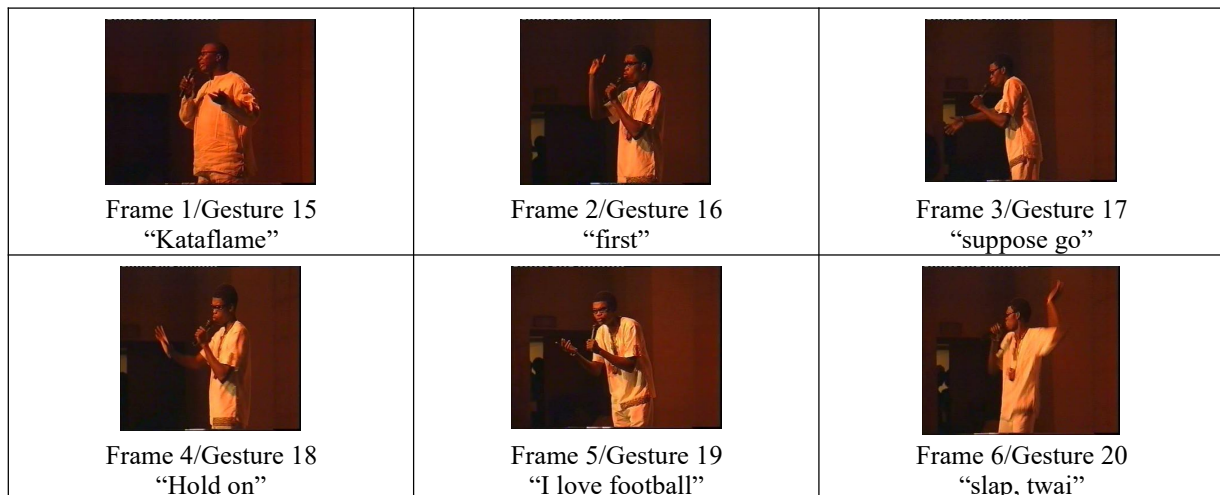 Frame 1/Gesture 15
“Kataflame”
Frame 2/Gesture 16
“first”
Frame 3/Gesture 17
“suppose go”
Frame 4/Gesture 18
“Hold on”
Frame 5/Gesture 19
“I love football”
Frame 6/Gesture 20
“slap, twai”